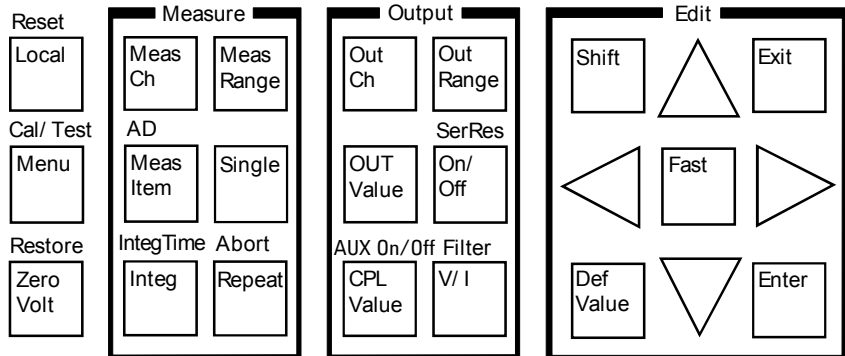 Measure
Output
Edit
Reset
Local
Meas
Ch
Meas
Range
Out
Ch
Out
Range
Shift
Exit
Cal/ Test
AD
SerRes
Menu
Meas
Item
Single
OUT
Value
On/
Off
Fast
Restore
IntegTime
Abort
AUX On/Off
Filter
Zero
Volt
Integ
Repeat
CPL
Value
V/ I
Def
Value
Enter